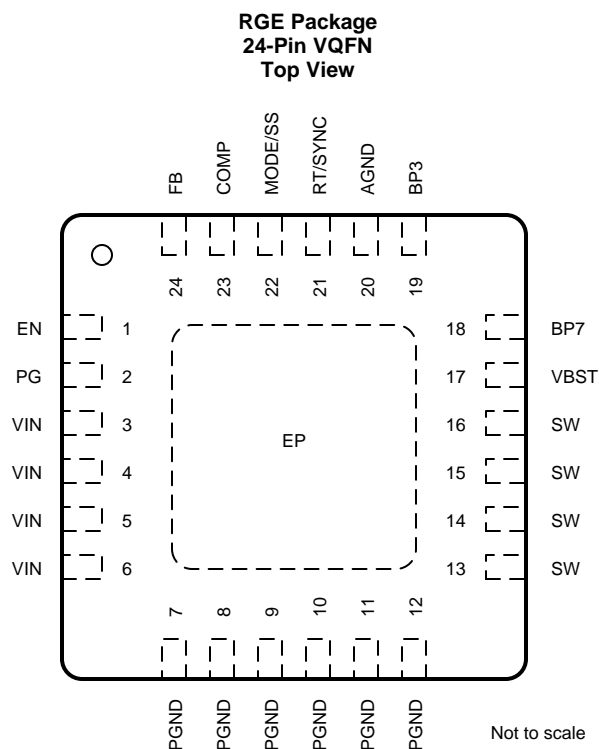 RGE Package
24-Pin VQFN
Top View
FB
COMP
MODE/SS
RT/SYNC
AGND
BP3
24
23
22
21
20
19
EN 1
PG 2
VIN 3
VIN 4
VIN 5
VIN 6
EP
18 BP7
17 VBST
16 SW
15 SW
14 SW
13 SW
7
8
9
10
11
12
PGND
PGND
PGND
PGND
PGND
PGND
Not to scale